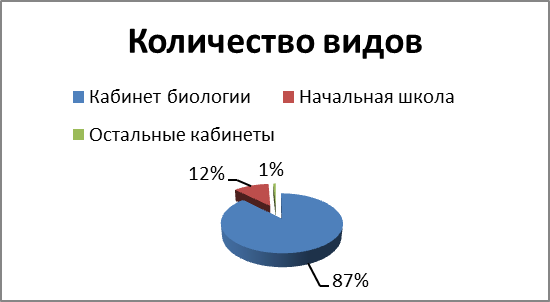 Количество видов
Кабинет биологии Начальная школа
Остальные кабинеты
12% 1%
87%